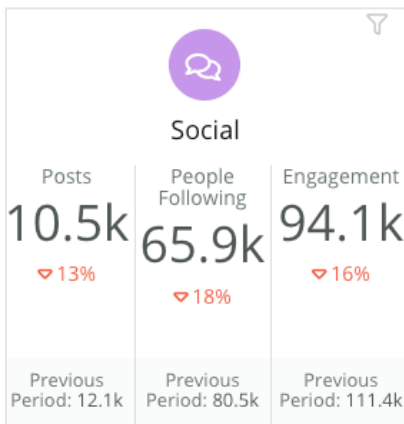 Social
Posts
10.5k
13%
Previous
Period: 12.1k
People
Following
65.9k
18%
Previous
Period: 80.5k
Engagement
94.1k
16%
Previous
Period: 111.4k